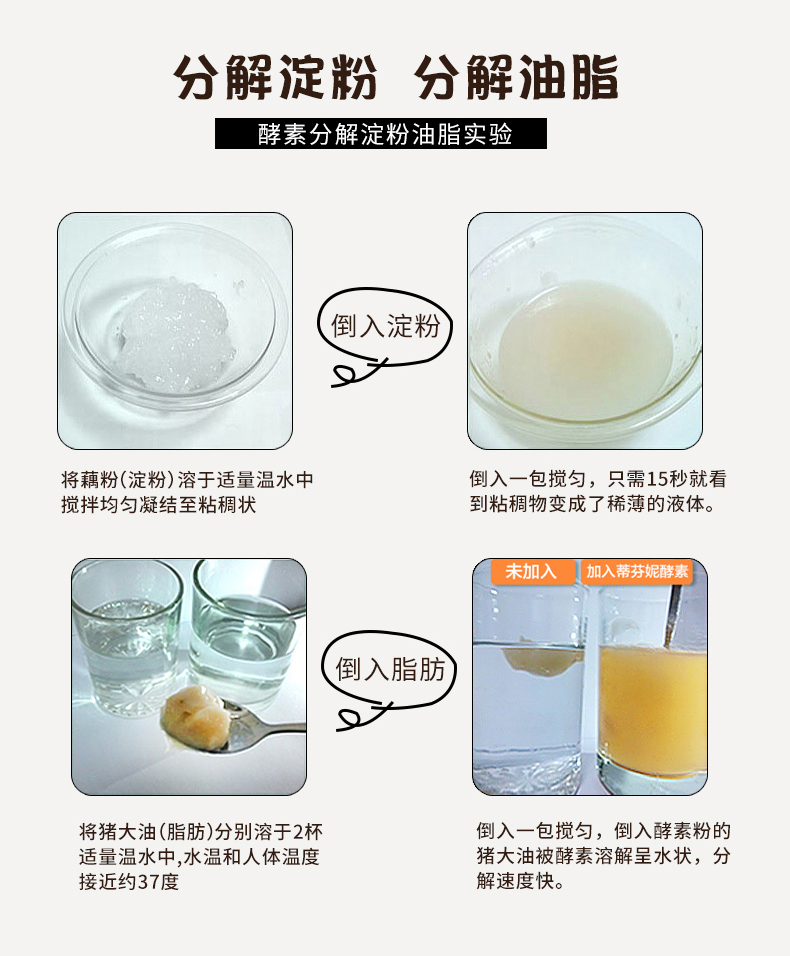 分解淀粉 分解油脂
酵素分解淀粉油脂实验
倒入淀粉
将藕粉(淀粉)溶于适量温水中
搅拌均匀凝结至粘稠状
倒入一包搅匀，只需15秒就看
到粘稠物变成了稀薄的液体。
未加入
加入蒂芬妮酵素
倒入脂肪
将猪大油(脂肪)分别溶于2杯
适量温水中,水温和人体温度
接近约37度
倒入一包搅匀，倒入酵素粉的
猪大油被酵素溶解呈水状，分
解速度快。